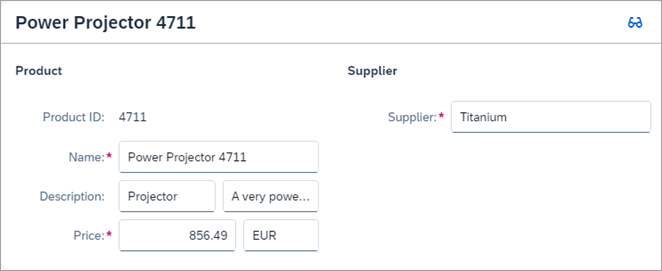 Power Projector 4711
Product
Supplier
Product ID: 4711
Supplier:* Titanium
Name:* Power Projector 4711
Description: Projector A very powe...
Price:* 856.49 EUR